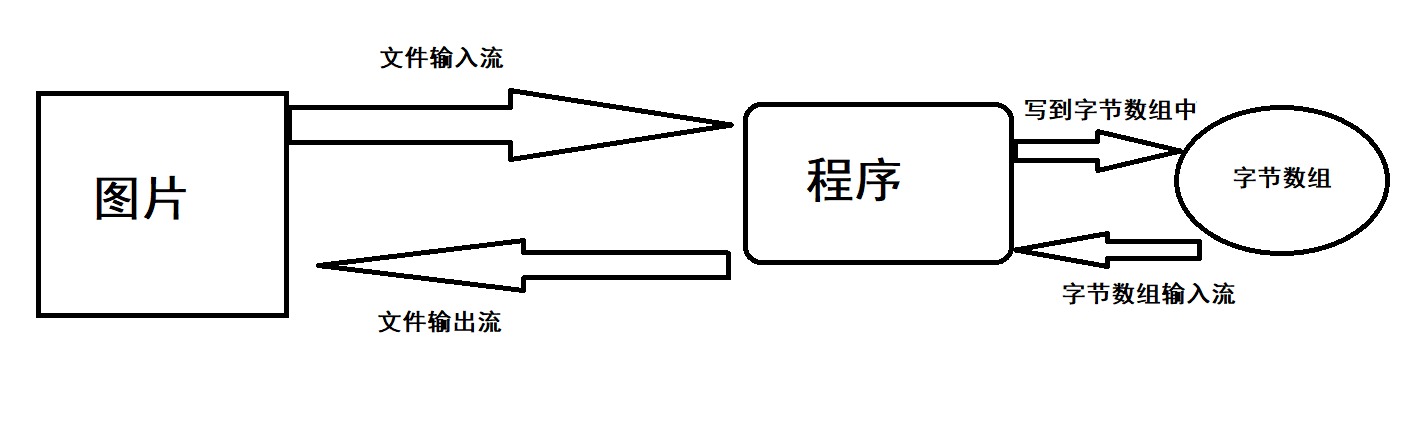 文件输入流
写到字节数组中
图片
程序
字节数组
字节数组输入流
文件输出流